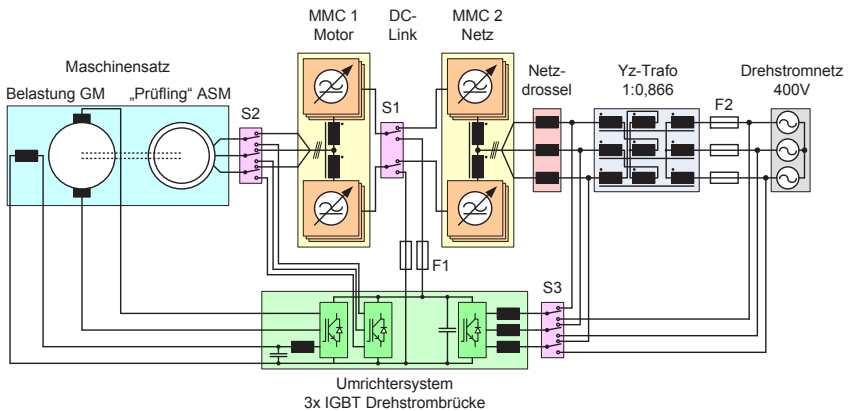 MMC 1
Motor
DC-
Link
MMC 2
Netz
Maschinensatz
Belastung GM
„Prüfling“ ASM
S2
S1
Netz-
drossel
Yz-Trafo
1:0,866
F2
Drehstromnetz
400V
F1
S3
Umrichtersystem
3x IGBT Drehstrombrücke